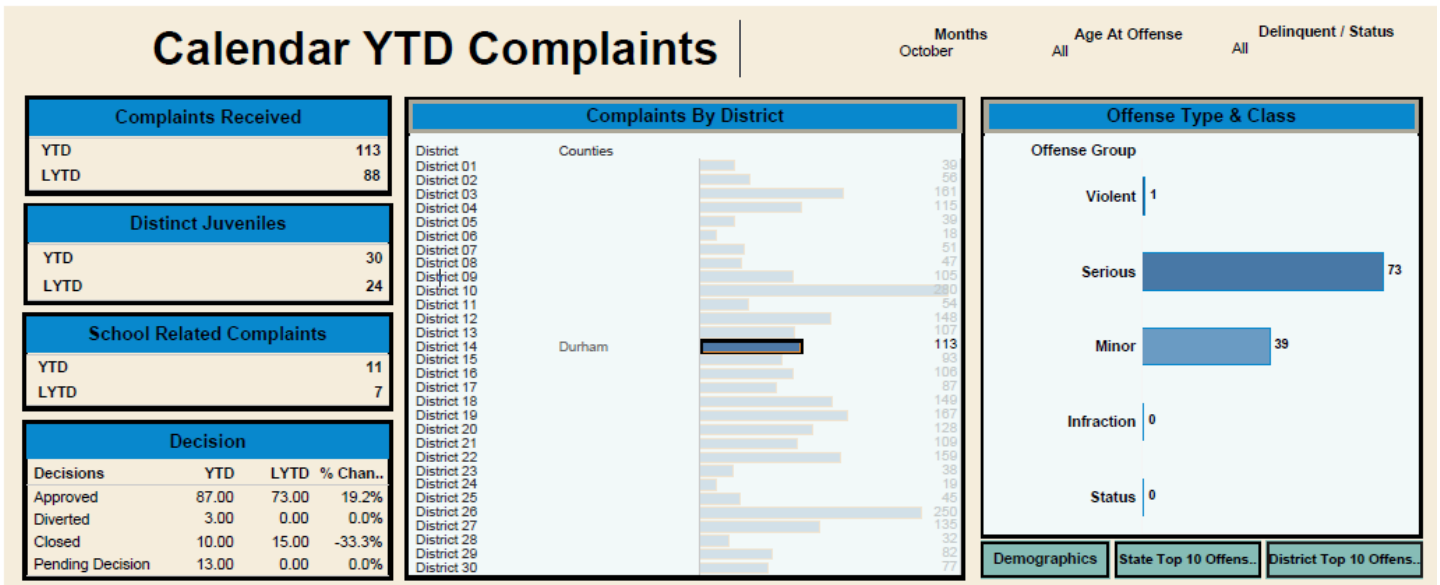 Calendar YTD Complaints
Months Age At Offense Delinquent / Status
October All All
Complaints Received
YTD 113
LYTD 88
Distinct Juveniles
YTD 30
LYTD 24
School Related Complaints
YTD 11
LYTD 7
Decision
Decisions YTD LYTD % Chan..
Approved 87.00 73.00 19.2%
Diverted 3.00 0.00 0.0%
Closed 10.00 15.00 -33.3%
Pending Decision 13.00 0.00 0.0%
Complaints By District
District Counties
District 01 39
District 02 56
District 03 161
District 04 115
District 05 39
District 06 18
District 07 51
District 08 47
District 09 105
District 10 280
District 11 54
District 12 148
District 13 107
District 14 Durham 113
District 15 93
District 16 106
District 17 87
District 18 149
District 19 167
District 20 128
District 21 109
District 22 159
District 23 38
District 24 19
District 25 45
District 26 250
District 27 135
District 28 32
District 29 82
District 30 77
Offense Type & Class
Offense Group
Violent 1
Serious 73
Minor 39
Infraction 0
Status 0
Demographics
State Top 10 Offens..
District Top 10 Offens..